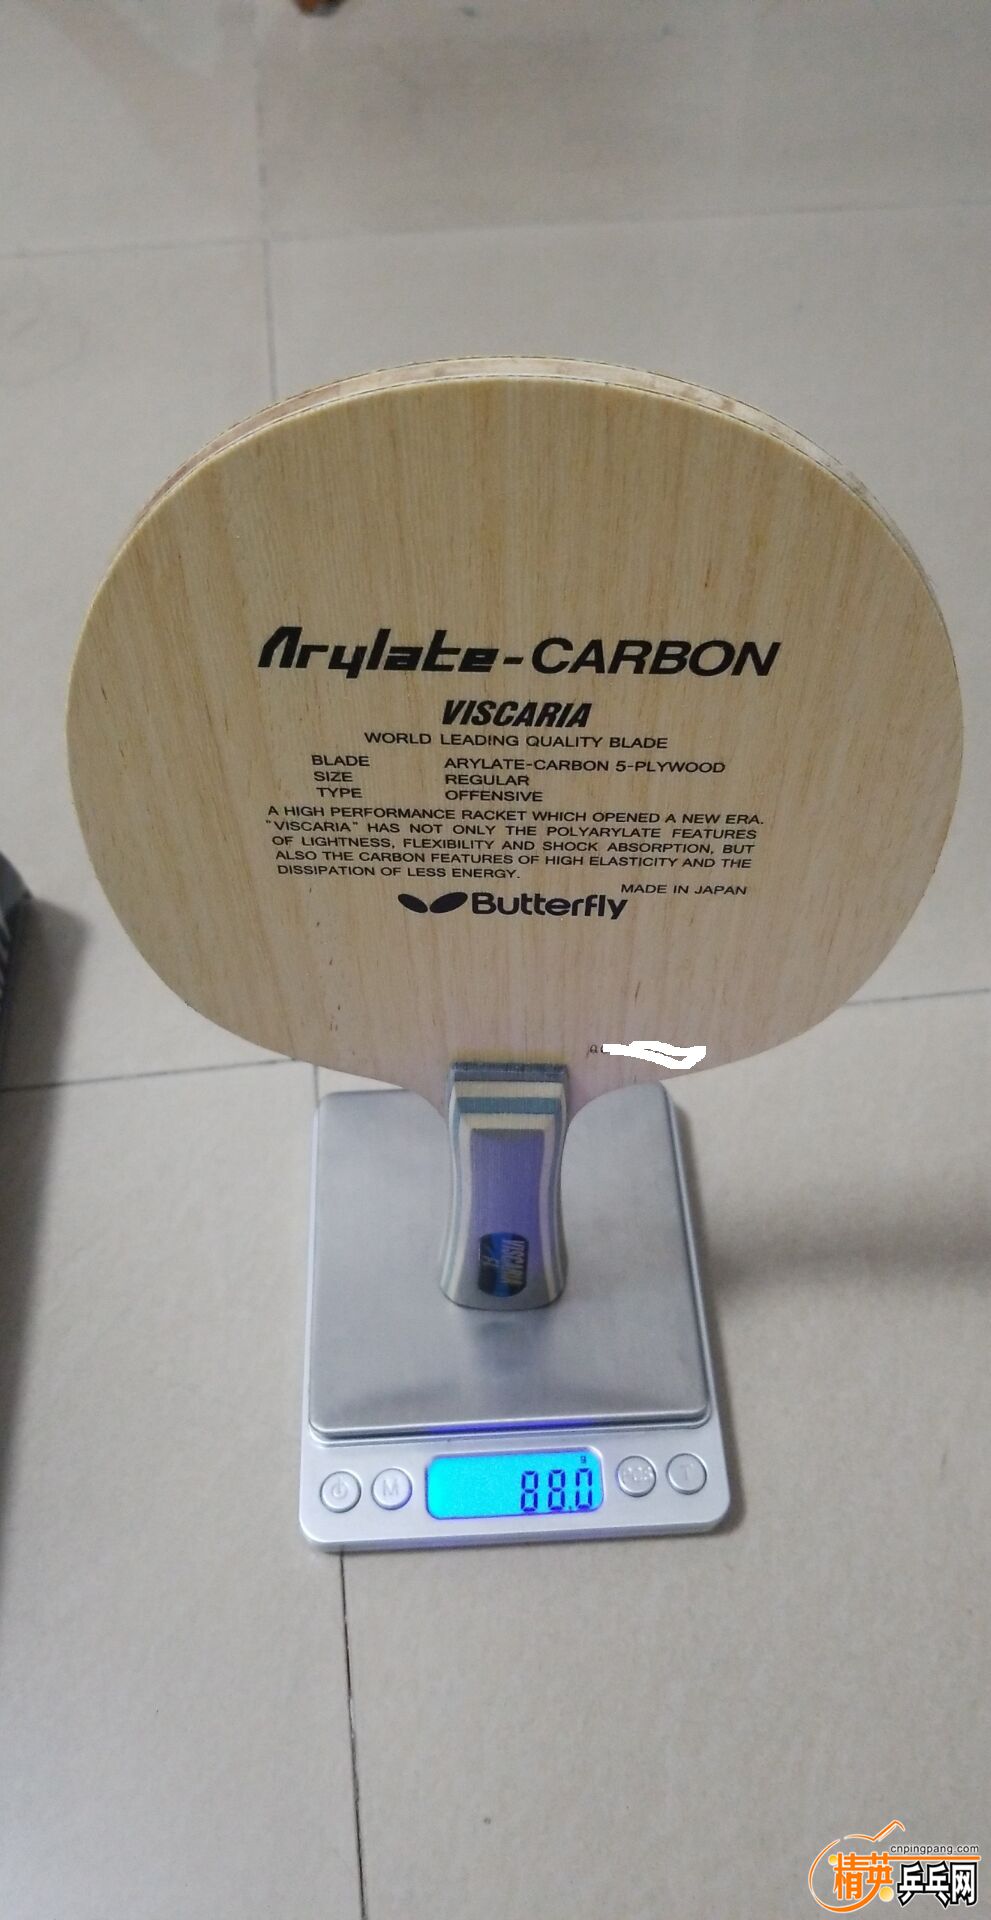 Arylate-CARBON
VISCARIA
WORLD LEADING QUALITY BLADE
BLADE ARYLATE-CARBON 5-PLYWOOD
SIZE REGULAR
TYPE OFFENSIVE
A HIGH PERFORMANCE RACKET WHICH OPENED A NEW ERA.
"VISCARIA" HAS NOT ONLY THE POLYARYLATE FEATURES
OF LIGHTNESS, FLEXIBILITY AND SHOCK ABSORPTION, BUT
ALSO THE CARBON FEATURES OF HIGH ELASTICITY AND THE
DISSIPATION OF LESS ENERGY.
MADE IN JAPAN
Butterfly
VISCARIA
g
88.0
M
PCS
T
cnpingpang.com
精英乒乓网